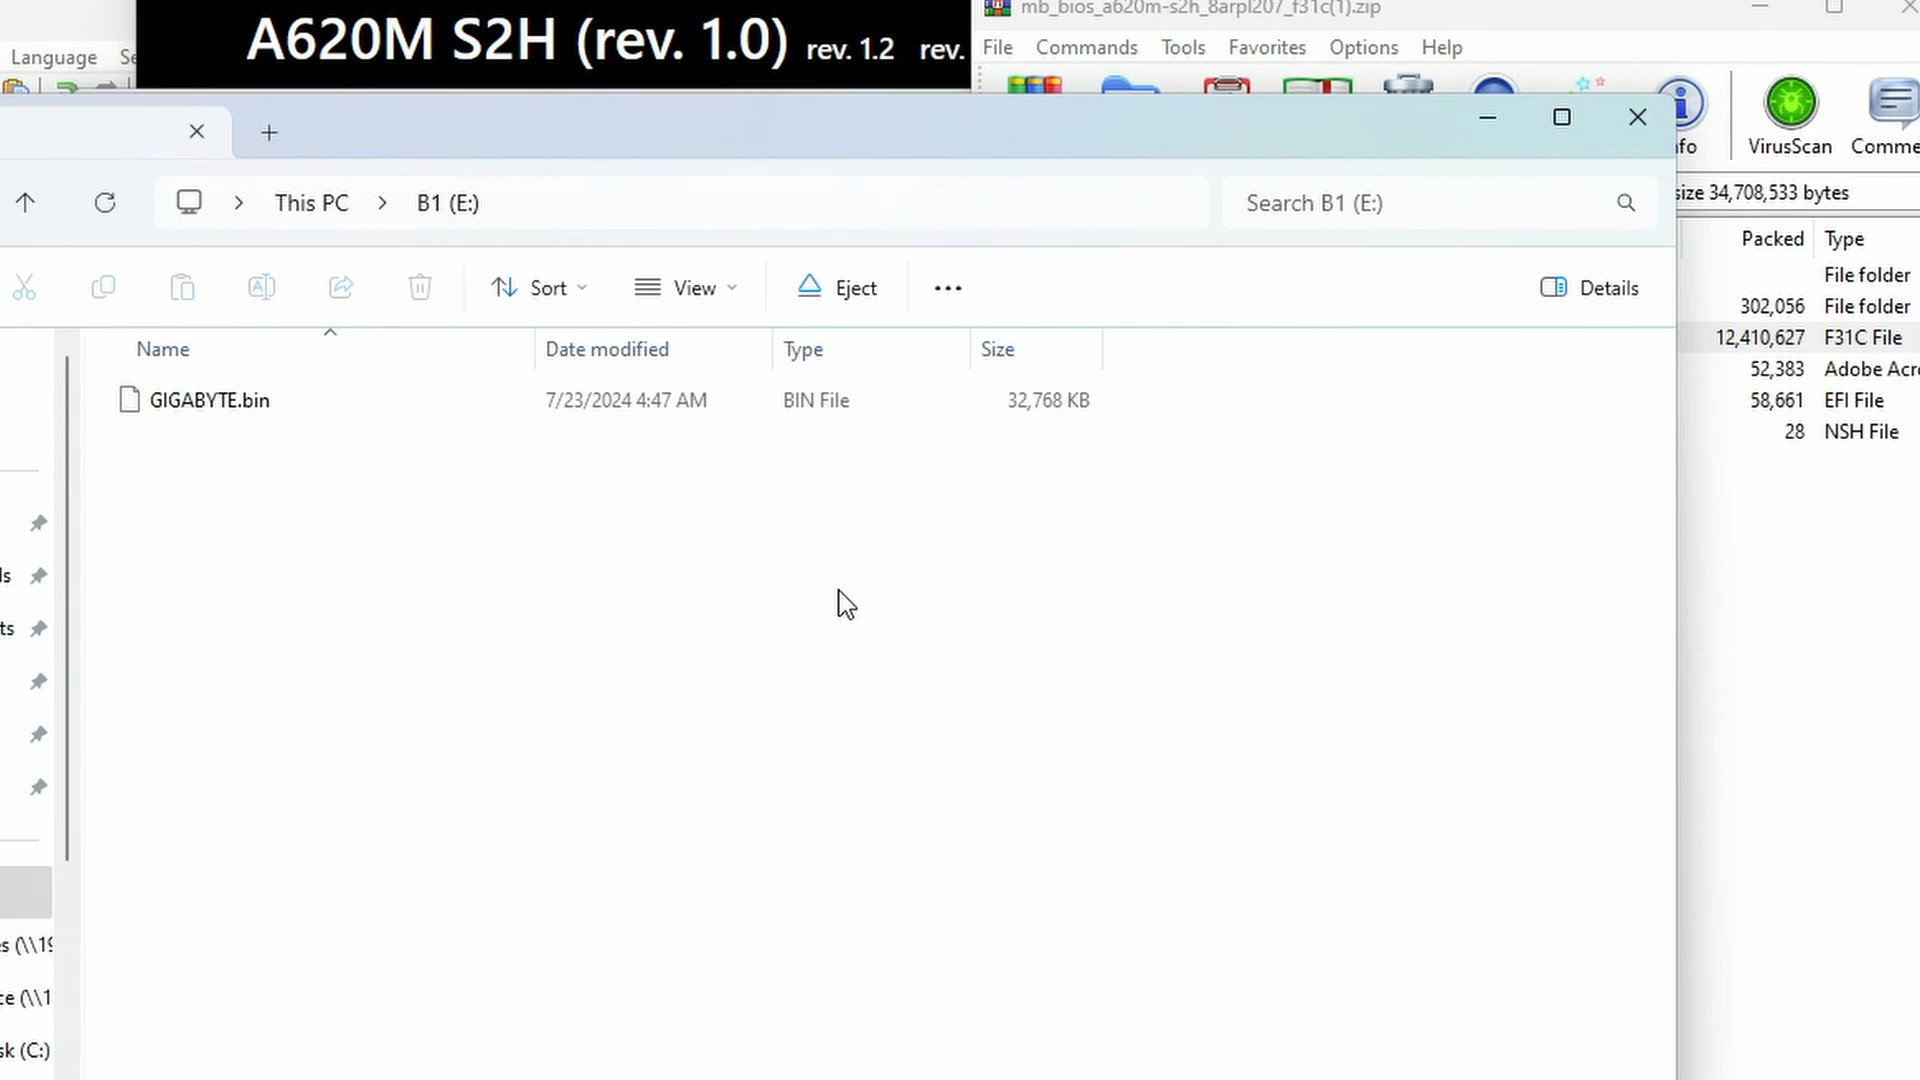 Language
A620M S2H (rev. 1.0) rev. 1.2 rev.
mb_bios_a620m-s2h_8arpl207_f31c(1).zip
File Commands Tools Favorites Options Help
VirusScan
This PC > B1 (E:)
Search B1 (E:)
size 34,708,533 bytes
Packed Type
File folder
302,056 File folder
12,410,627 F31C File
52,383 Adobe Acr
58,661 EFI File
28 NSH File
Sort
View
Eject
Details
Name Date modified Type Size
GIGABYTE.bin 7/23/2024 4:47 AM BIN File 32,768 KB
(C:)